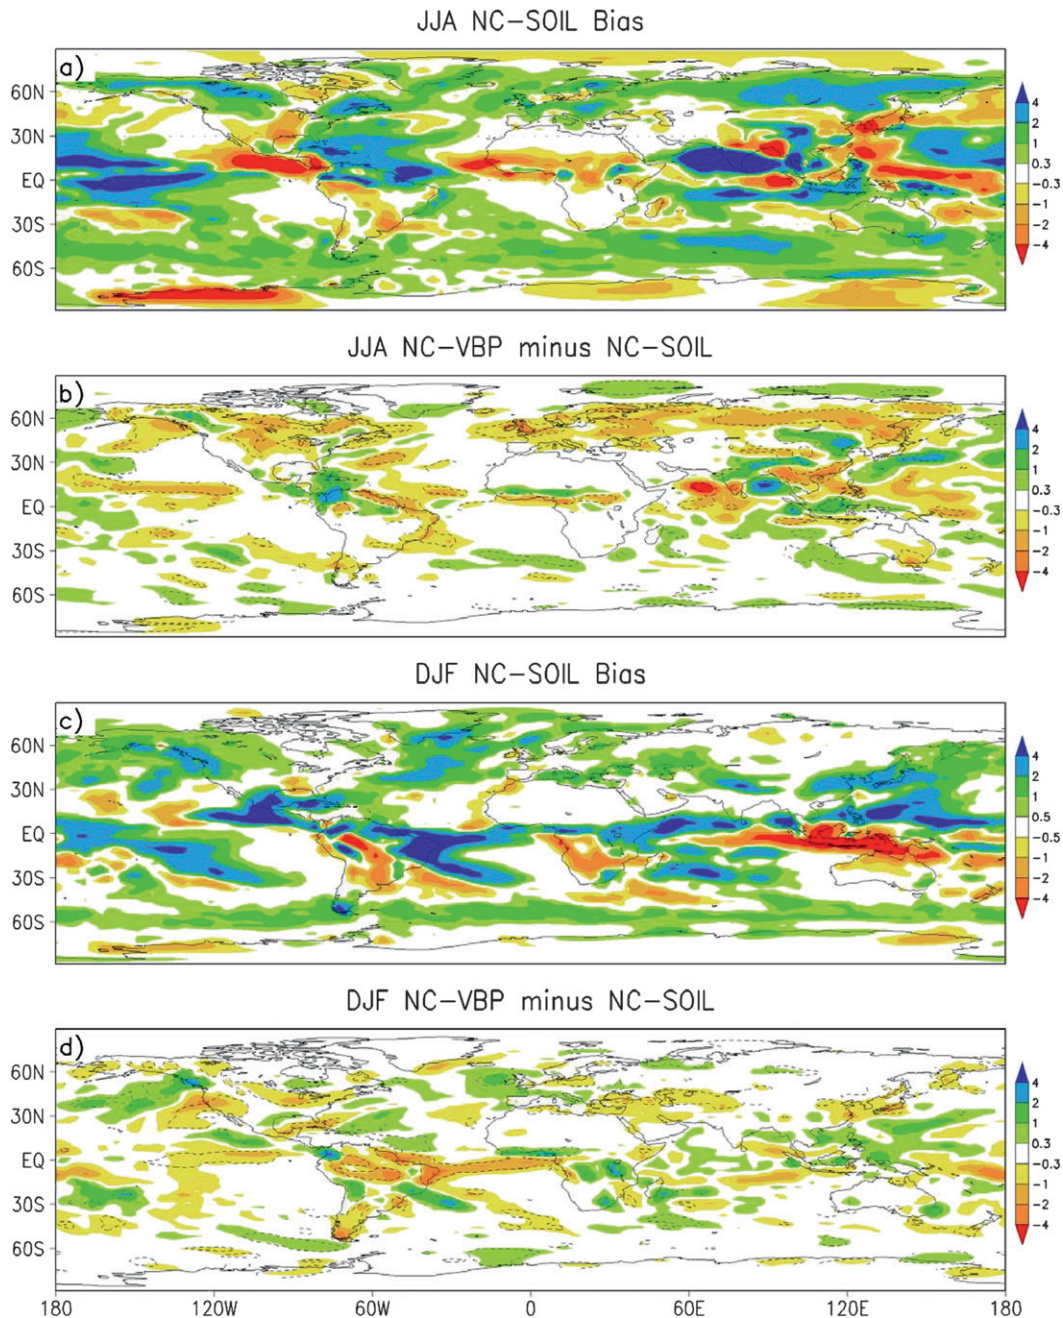 JJA NC-SOIL Bias
a)
60N
30N
EQ
30S
60S
4
2
1
0.3
-0.3
-1
-2
-4
JJA NC-VBP minus NC-SOIL
b)
60N
30N
EQ
30S
60S
4
2
1
0.3
-0.3
-1
-2
-4
DJF NC-SOIL Bias
c)
60N
30N
EQ
30S
60S
4
2
1
0.5
-0.5
-1
-2
-4
DJF NC-VBP minus NC-SOIL
d)
60N
30N
EQ
30S
60S
4
2
1
0.3
-0.3
-1
-2
-4
180 120W 60W 0 60E 120E 180